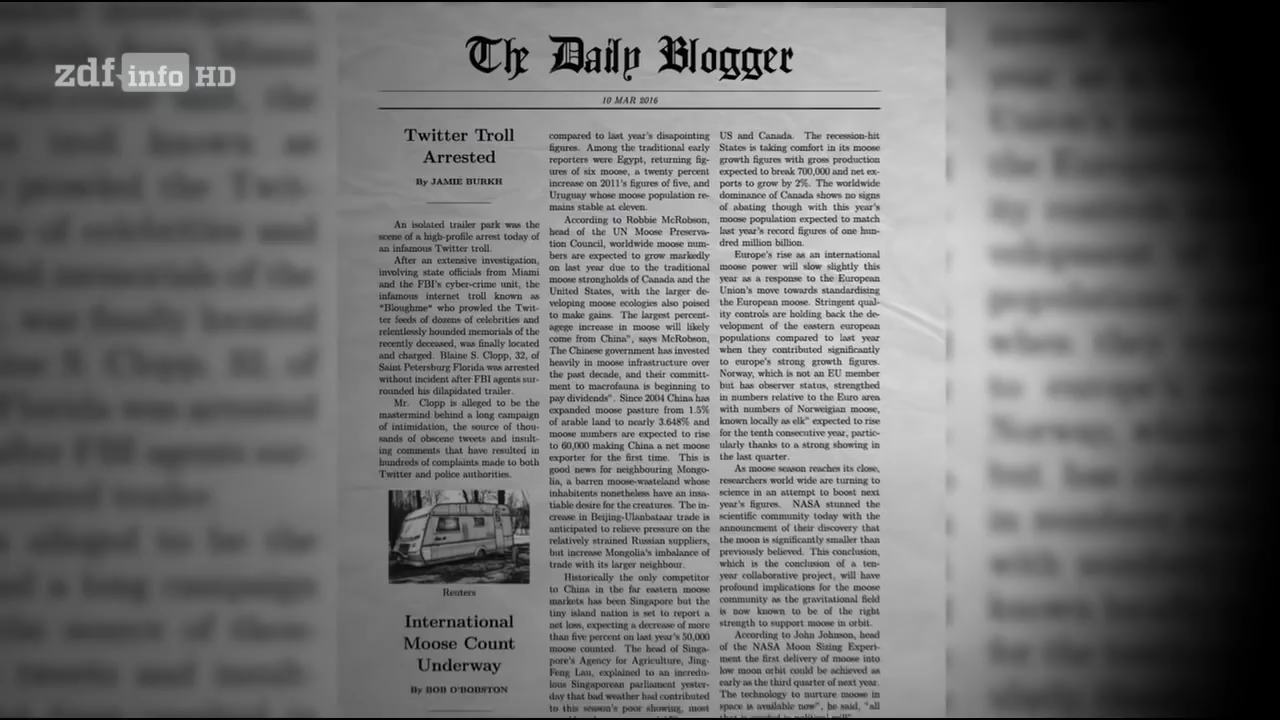 zdf info HD
The Daily Blogger
10 MAR 2016
Twitter Troll
Arrested
By JAMIE BURKH
An isolated trailer park was the
scene of a high-profile arrest today of
an infamous Twitter troll.
After an extensive investigation,
involving state officials from Miami
and the FBI's cyber-crime unit, the
infamous internet troll known as
"Bloughme" who prowled the Twit-
ter feeds of dozens of celebrities and
relentlessly hounded memorials of the
recently deceased, was finally located
and charged. Blaine S. Clopp, 32, of
Saint Petersburg Florida was arrested
without incident after FBI agents sur-
rounded his dilapidated trailer.
Mr. Clopp is alleged to be the
mastermind behind a long campaign
of intimidation, the source of thou-
sands of obscene tweets and insult-
ing comments that have resulted in
hundreds of complaints made to both
Twitter and police authorities.
Reuters
International
Moose Count
Underway
By BOB O'BOBSTON
compared to last year's disapointing
figures. Among the traditional early
reporters were Egypt, returning fig-
ures of six moose, a twenty percent
increase on 2011's figures of five, and
Uruguay whose moose population re-
mains stable at eleven.
According to Robbie McRobson,
head of the UN Moose Preserva-
tion Council, worldwide moose num-
bers are expected to grow markedly
on last year due to the traditional
moose strongholds of Canada and the
United States, with the larger de-
veloping moose ecologies also poised
to make gains. The largest percent-
agege increase in moose will likely
come from China", says McRobson,
The Chinese government has invested
heavily in moose infrastructure over
the past decade, and their committ-
ment to macrofauna is beginning to
pay dividends". Since 2004 China has
expanded moose pasture from 1.5%
of arable land to nearly 3.648% and
moose numbers are expected to rise
to 60,000 making China a net moose
exporter for the first time. This is
good news for neighbouring Mongo-
lia, a barren moose-wasteland whose
inhabitants nonetheless have an insa-
tiable desire for the creatures. The in-
crease in Beijing-Ulanbataar trade is
anticipated to relieve pressure on the
relatively strained Russian suppliers,
but increase Mongolia's imbalance of
trade with its larger neighbour.
Historically the only competitor
to China in the far eastern moose
markets has been Singapore but the
tiny island nation is set to report a
net loss, expecting a decrease of more
than five percent on last year's 50,000
moose counted. The head of Singa-
pore's Agency for Agriculture, Jing-
Feng Lau, explained to an incredu-
lous Singaporean parliament yester-
day that bad weather had contributed
to this season's poor showing, most
US and Canada. The recession-hit
States is taking comfort in its moose
growth figures with gross production
expected to break 700,000 and net ex-
ports to grow by 2%. The worldwide
dominance of Canada shows no signs
of abating though with this year's
moose population expected to match
last year's record figures of one hun-
dred million billion.
Europe's rise as an international
moose power will slow slightly this
year as a response to the European
Union's move towards standardising
the European moose. Stringent qual-
ity controls are holding back the de-
velopment of the eastern european
populations compared to last year
when they contributed significantly
to europe's strong growth figures.
Norway, which is not an EU member
but has observer status, strengthed
in numbers relative to the Euro area
with numbers of Norweigian moose,
known locally as elk" expected to rise
for the tenth consecutive year, partic-
ularly thanks to a strong showing in
the last quarter.
As moose season reaches its close,
researchers world wide are turning to
science in an attempt to boost next
year's figures. NASA stunned the
scientific community today with the
announcment of their discovery that
the moon is significantly smaller than
previously believed. This conclusion,
which is the conclusion of a ten-
year collaborative project, will have
profound implications for the moose
community as the gravitational field
is now known to be of the right
strength to support moose in orbit.
According to John Johnson, head
of the NASA Moon Sizing Experi-
ment the first delivery of moose into
low moon orbit could be achieved as
early as the third quarter of next year.
The technology to nurture moose in
space is available now", he said, "all